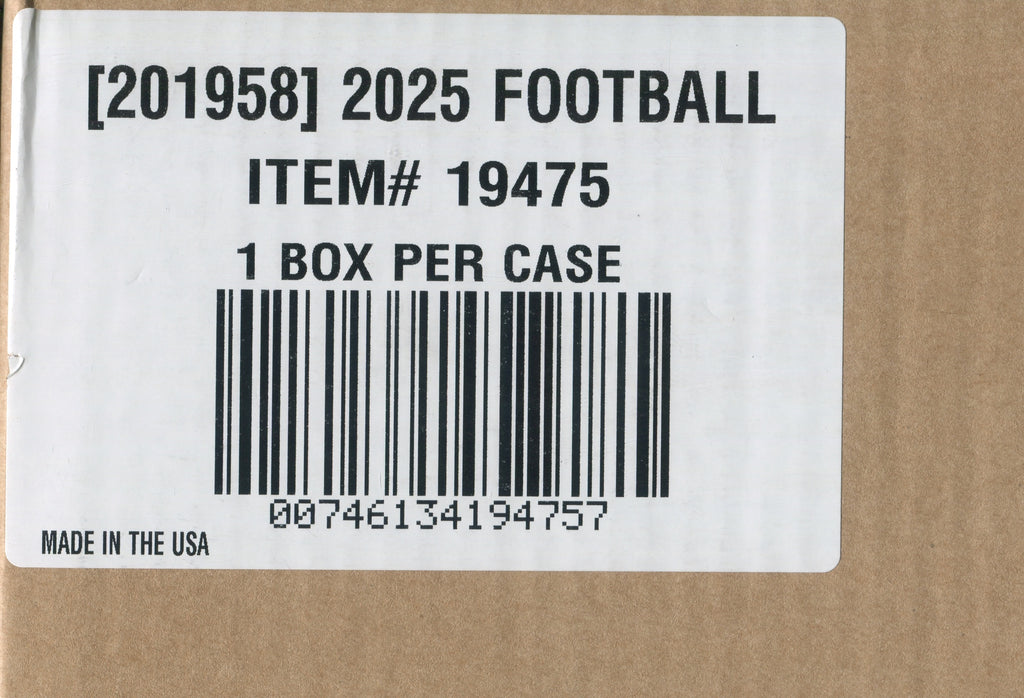 [201958] 2025 FOOTBALL
ITEM# 19475
1 BOX PER CASE
00746134194757
MADE IN THE USA